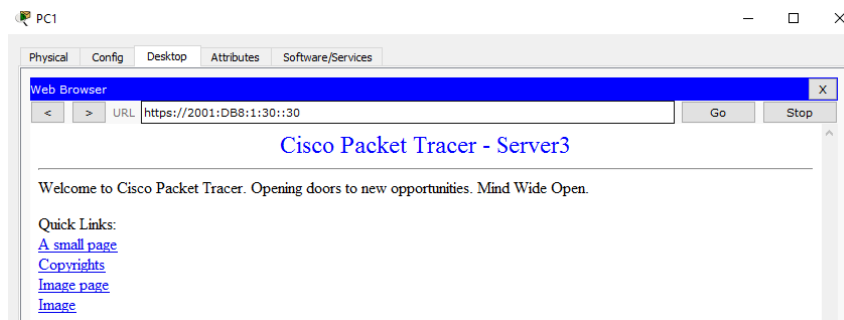 PC1
Physical Config Desktop Attributes Software/Services
Web Browser X
< > URL https://2001:DB8:1:30::30 Go Stop
Cisco Packet Tracer - Server3
Welcome to Cisco Packet Tracer. Opening doors to new opportunities. Mind Wide Open.
Quick Links:
A small page
Copyrights
Image page
Image